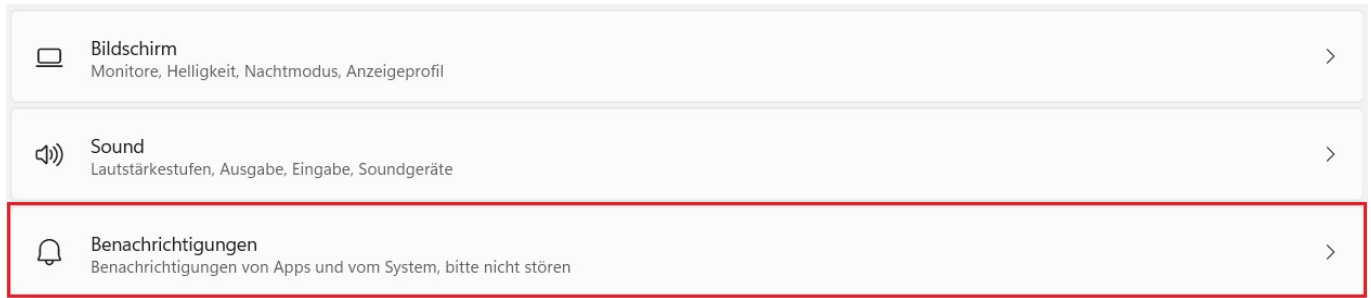 Bildschirm
Monitore, Helligkeit, Nachtmodus, Anzeigeprofil
Sound
Lautstärkestufen, Ausgabe, Eingabe, Soundgeräte
Benachrichtigungen
Benachrichtigungen von Apps und vom System, bitte nicht stören